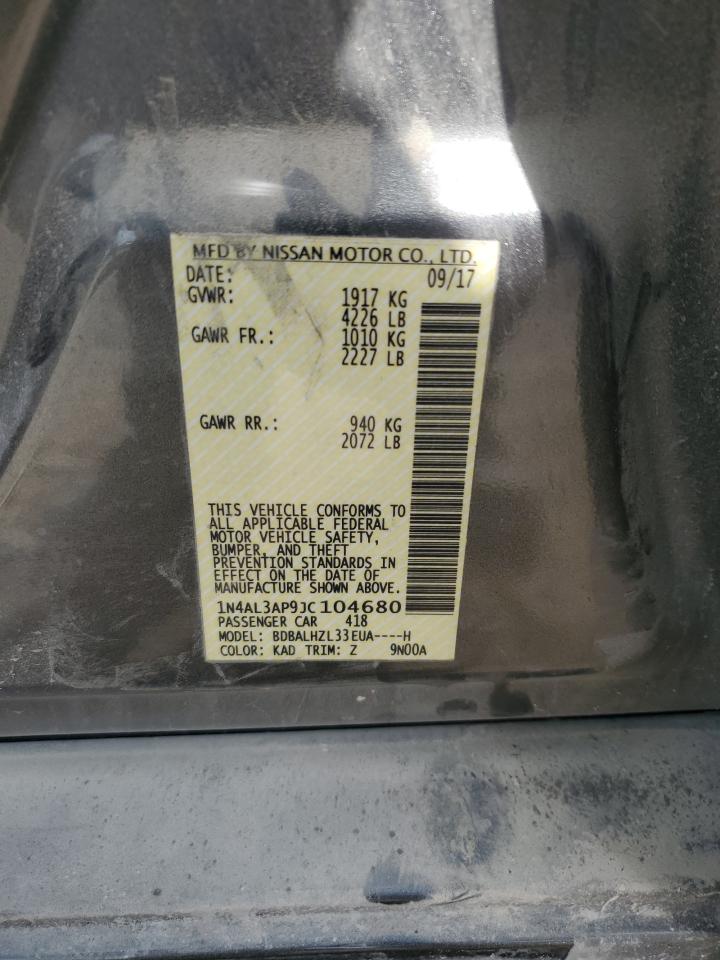 MFD BY NISSAN MOTOR CO., LTD.
DATE: 09/17
GVWR: 1917 KG
4226 LB
GAWR FR.: 1010 KG
2227 LB
GAWR RR.: 940 KG
2072 LB
THIS VEHICLE CONFORMS TO
ALL APPLICABLE FEDERAL
MOTOR VEHICLE SAFETY,
BUMPER, AND THEFT
PREVENTION STANDARDS IN
EFFECT ON THE DATE OF
MANUFACTURE SHOWN ABOVE.
1N4AL3AP9JC104680
PASSENGER CAR 418
MODEL: BDBALHZL33EUA----H
COLOR: KAD TRIM: Z 9N00A